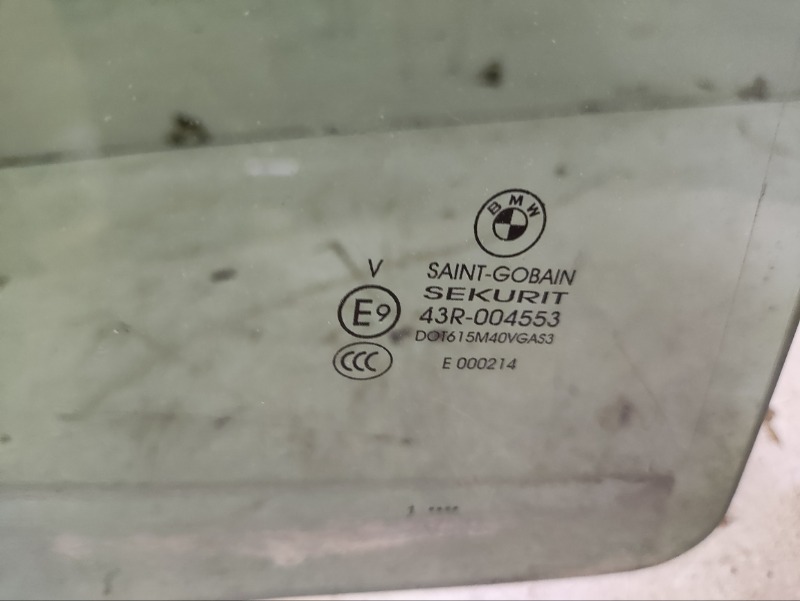 BMW
V
SAINT-GOBAIN
SEKURIT
E9
43R-004553
DOT615M40VGAS3
CCC
E 000214